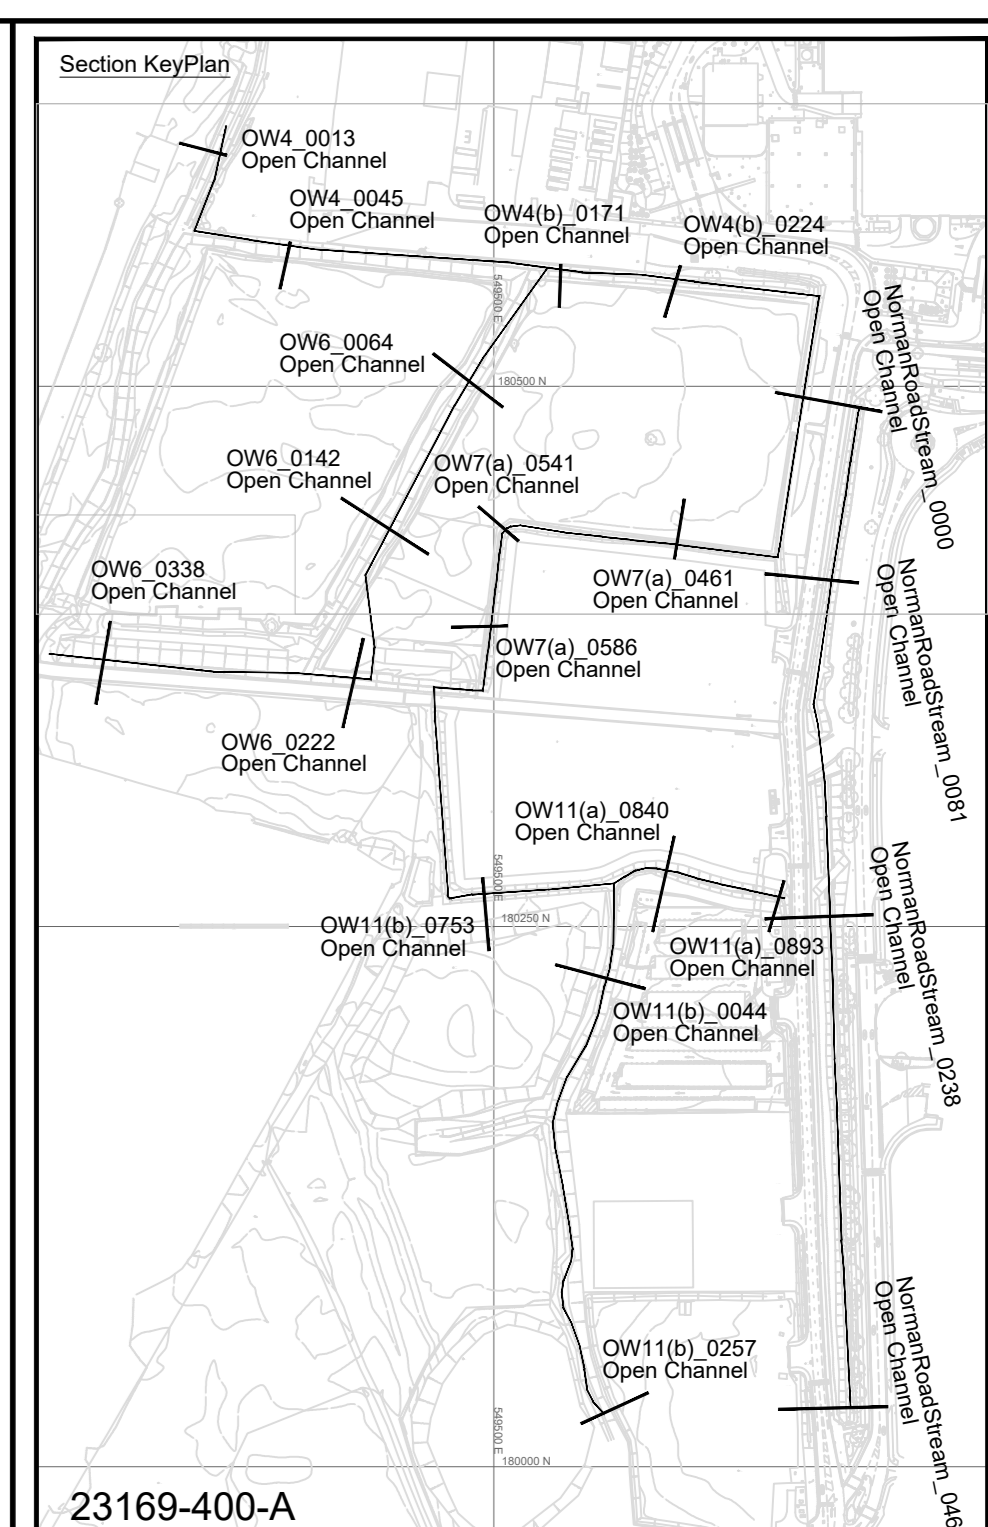 Section KeyPlan
OW4_0013
Open Channel
OW4_0045
Open Channel
OW4(b)_0171
Open Channel
OW4(b)_0224
Open Channel
549500 E
NormanRoadStream_0000
Open Channel
OW6_0064
Open Channel
180500 N
OW6_0142
Open Channel
OW7(a)_0541
Open Channel
OW6_0338
Open Channel
OW7(a)_0461
Open Channel
NormanRoadStream_0081
Open Channel
OW7(a)_0586
Open Channel
OW6_0222
Open Channel
OW11(a)_0840
Open Channel
549500 E
NormanRoadStream_0238
Open Channel
OW11(b)_0753
Open Channel
180250 N
OW11(a)_0893
Open Channel
OW11(b)_0044
Open Channel
NormanRoadStream_046
Open Channel
OW11(b)_0257
Open Channel
549500 E
180000 N
23169-400-A